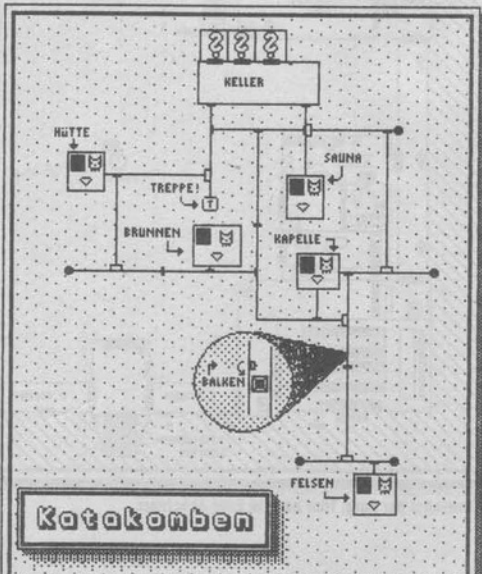 ???
KELLER
HüTTE
SAUNA
TREPPE!
T
BRUNNEN
KAPELLE
BALKEN
FELSEN
Katakomben